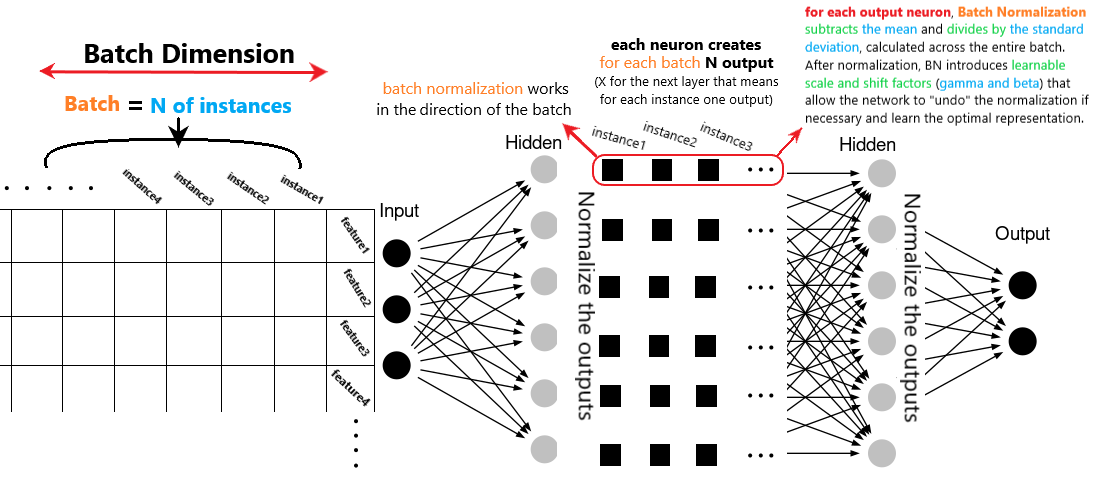 Batch Dimension
Batch = N of instances
instance4
instance3
instance2
instance1
feature1
feature2
feature3
feature4
Input
batch normalization works
in the direction of the batch
Hidden
each neuron creates
for each batch N output
(X for the next layer that means
for each instance one output)
instance1
instance2
instance3
Normalize the outputs
for each output neuron, Batch Normalization
subtracts the mean and divides by the standard
deviation, calculated across the entire batch.
After normalization, BN introduces learnable
scale and shift factors (gamma and beta) that
allow the network to "undo" the normalization if
necessary and learn the optimal representation.
Hidden
Normalize the outputs
Output